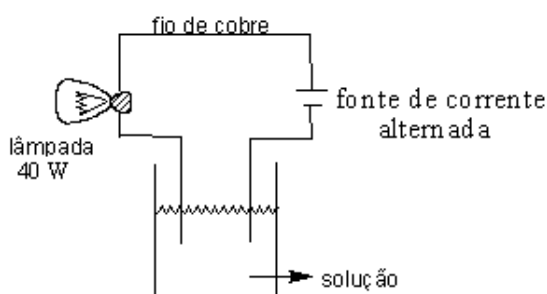 fio de cobre
fonte de corrente
alternada
lâmpada
40 W
solução